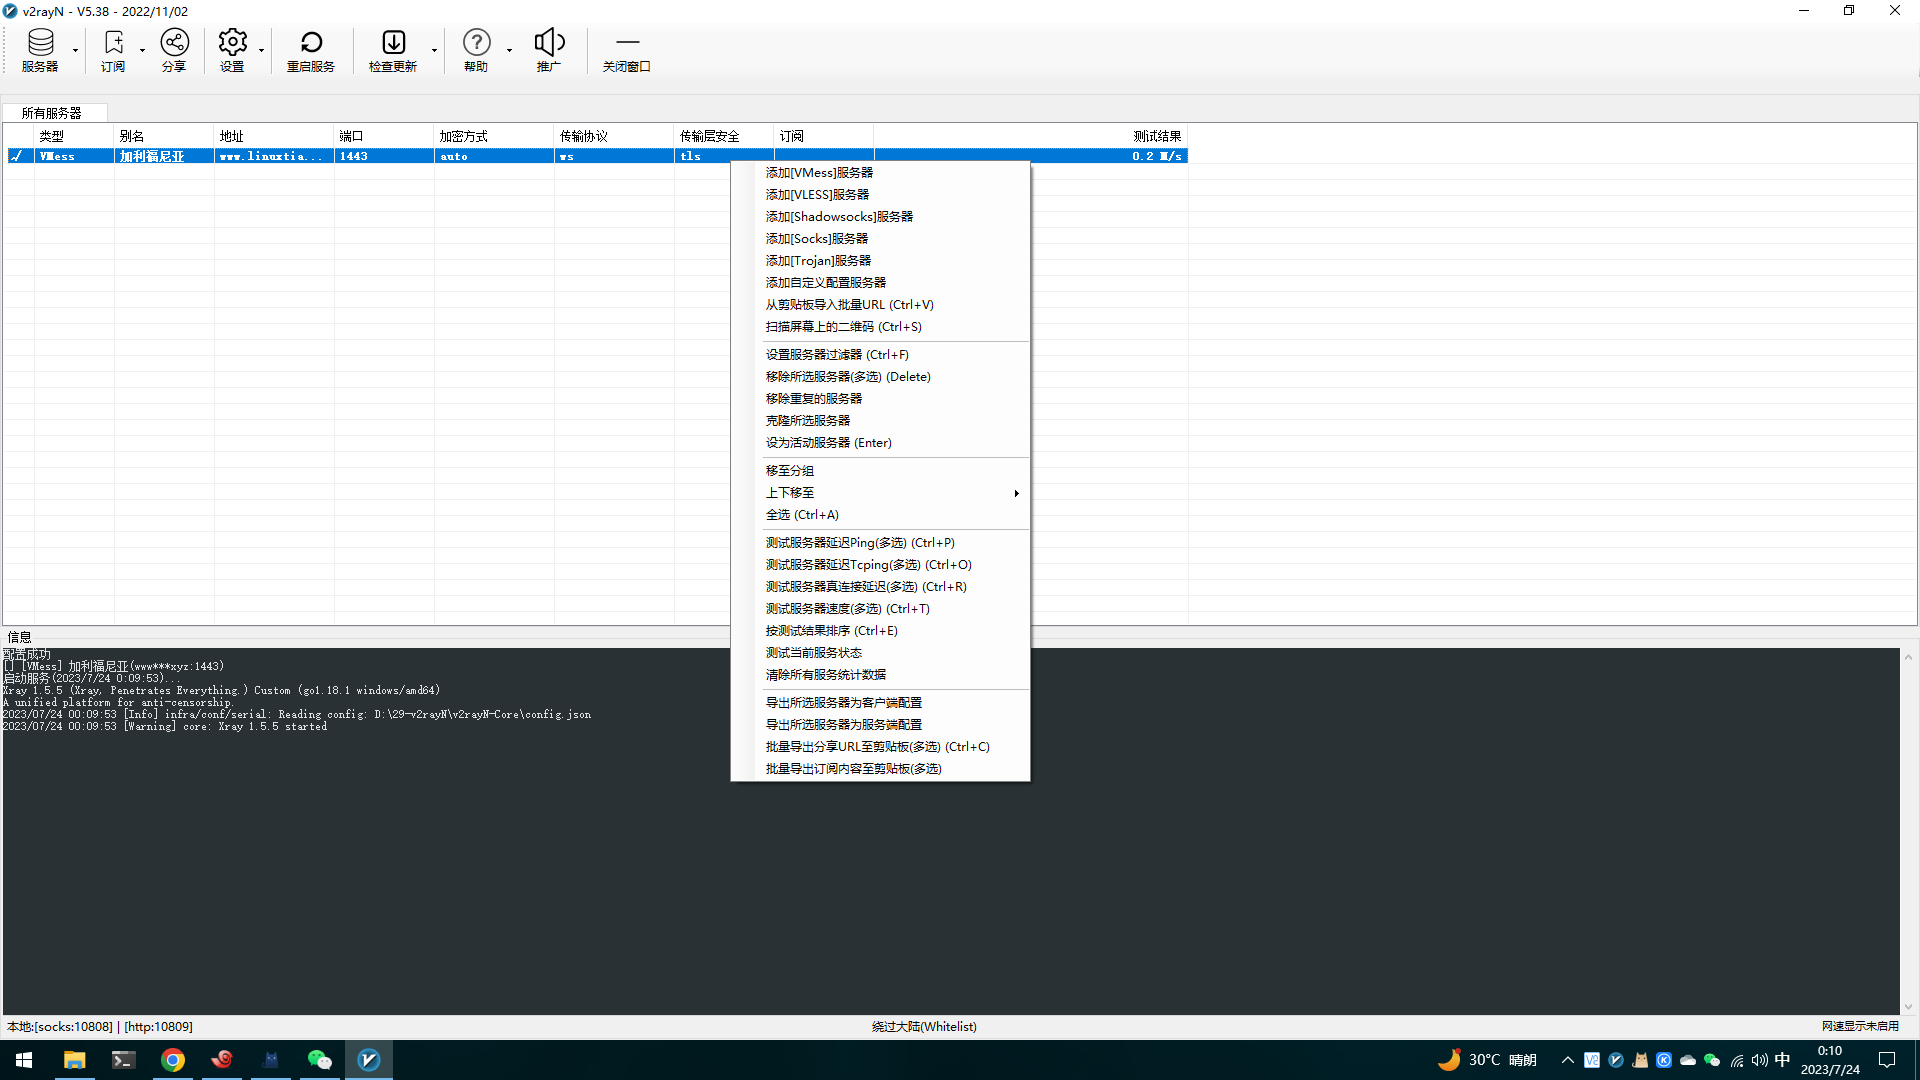 v2rayN - V5.38 - 2022/11/02
服务器
订阅
分享
设置
重启服务
检查更新
帮助
推广
关闭窗口
所有服务器
类型 别名 地址 端口 加密方式 传输协议 传输层安全 订阅 测试结果
VMess 加利福尼亚 www.linuxtia... 1443 auto ws tls 0.2 M/s
添加[VMess]服务器
添加[VLESS]服务器
添加[Shadowsocks]服务器
添加[Socks]服务器
添加[Trojan]服务器
添加自定义配置服务器
从剪贴板导入批量URL (Ctrl+V)
扫描屏幕上的二维码 (Ctrl+S)
设置服务器过滤器 (Ctrl+F)
移除所选服务器(多选) (Delete)
移除重复的服务器
克隆所选服务器
设为活动服务器 (Enter)
移至分组
上下移至
全选 (Ctrl+A)
测试服务器延迟Ping(多选) (Ctrl+P)
测试服务器延迟Tcping(多选) (Ctrl+O)
测试服务器真连接延迟(多选) (Ctrl+R)
测试服务器速度(多选) (Ctrl+T)
按测试结果排序 (Ctrl+E)
测试当前服务状态
清除所有服务统计数据
导出所选服务器为客户端配置
导出所选服务器为服务端配置
批量导出分享URL至剪贴板(多选) (Ctrl+C)
批量导出订阅内容至剪贴板(多选)
信息
配置成功
[] [VMess] 加利福尼亚(www***xyz:1443)
启动服务(2023/7/24 0:09:53)...
Xray 1.5.5 (Xray, Penetrates Everything.) Custom (go1.18.1 windows/amd64)
A unified platform for anti-censorship.
2023/07/24 00:09:53 [Info] infra/conf/serial: Reading config: D:\29-v2rayN\v2rayN-Core\config.json
2023/07/24 00:09:53 [Warning] core: Xray 1.5.5 started
本地:[socks:10808] | [http:10809]
绕过大陆(Whitelist)
网速显示未启用
30°C 晴朗
中
0:10
2023/7/24